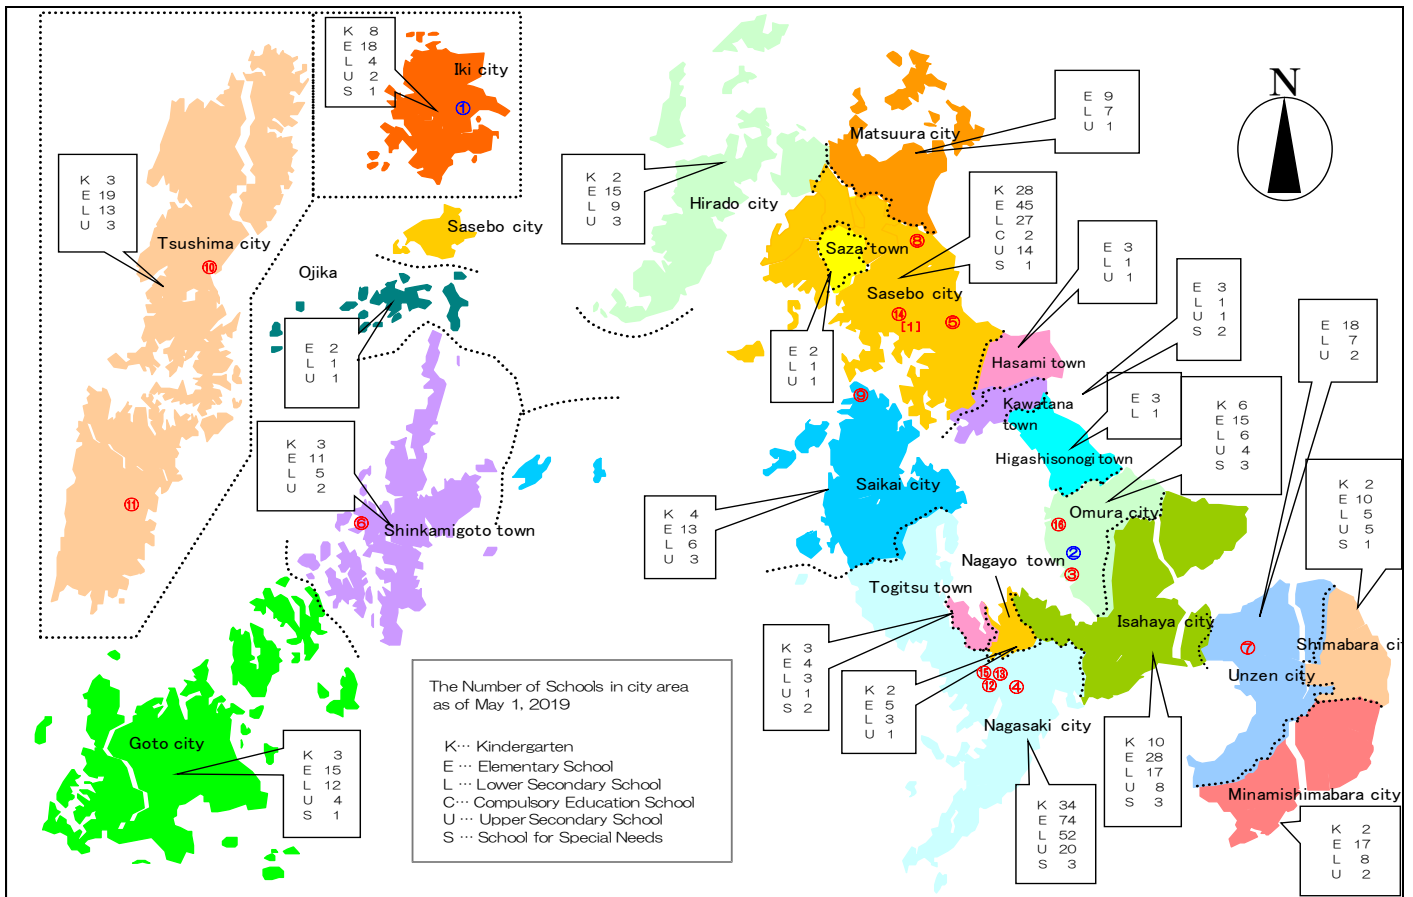 K 8
E 18
L 4
U 2
S 1
Iki city
①
N
E 9
L 7
U 1
Matsuura city
K 3
E 19
L 13
U 3
Tsushima city
⑩
⑪
K 2
E 15
L 9
U 3
Hirado city
K 28
E 45
L 27
C 2
U 14
S 1
Sasebo city
Ojika
E 2
L 1
U 1
⑧
Saza town
Sasebo city
⑭
[1]
⑤
E 2
L 1
U 1
E 3
L 1
U 1
Hasami town
E 3
L 1
U 1
S 2
Kawatana
town
E 3
L 1
Higashisonogi town
E 18
L 7
U 2
K 6
E 15
L 6
U 4
S 3
Omura city
⑯
②
③
K 2
E 10
L 5
U 5
S 1
⑨
Saikai city
K 4
E 13
L 6
U 3
K 3
E 11
L 5
U 2
⑥
Shinkamigoto town
Nagayo town
Togitsu town
Isahaya city
⑦
Shimabara cit
Unzen city
K 3
E 4
L 3
U 1
S 2
K 2
E 5
L 3
U 1
⑮
⑬
⑫
④
Nagasaki city
K 10
E 28
L 17
U 8
S 3
Minamishimabara city
K 34
E 74
L 52
U 20
S 3
K 2
E 17
L 8
U 2
Goto city
K 3
E 15
L 12
U 4
S 1
The Number of Schools in city area
as of May 1, 2019
K… Kindergarten
E … Elementary School
L … Lower Secondary School
C… Compulsory Education School
U … Upper Secondary School
S … School for Special Needs